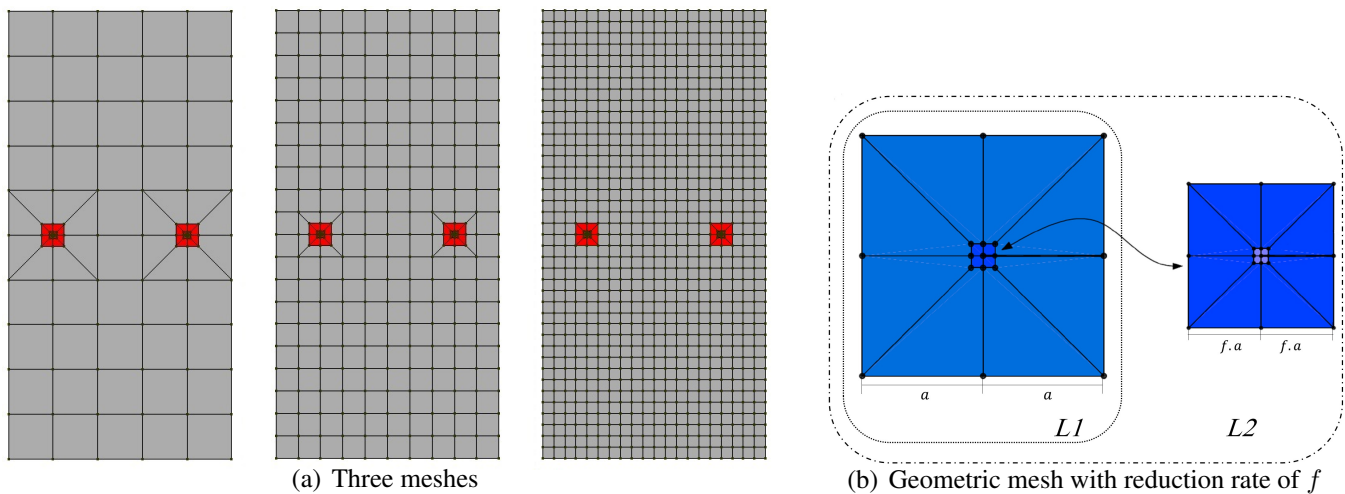 a a
L1
f.a f.a
L2
(a) Three meshes
(b) Geometric mesh with reduction rate of f